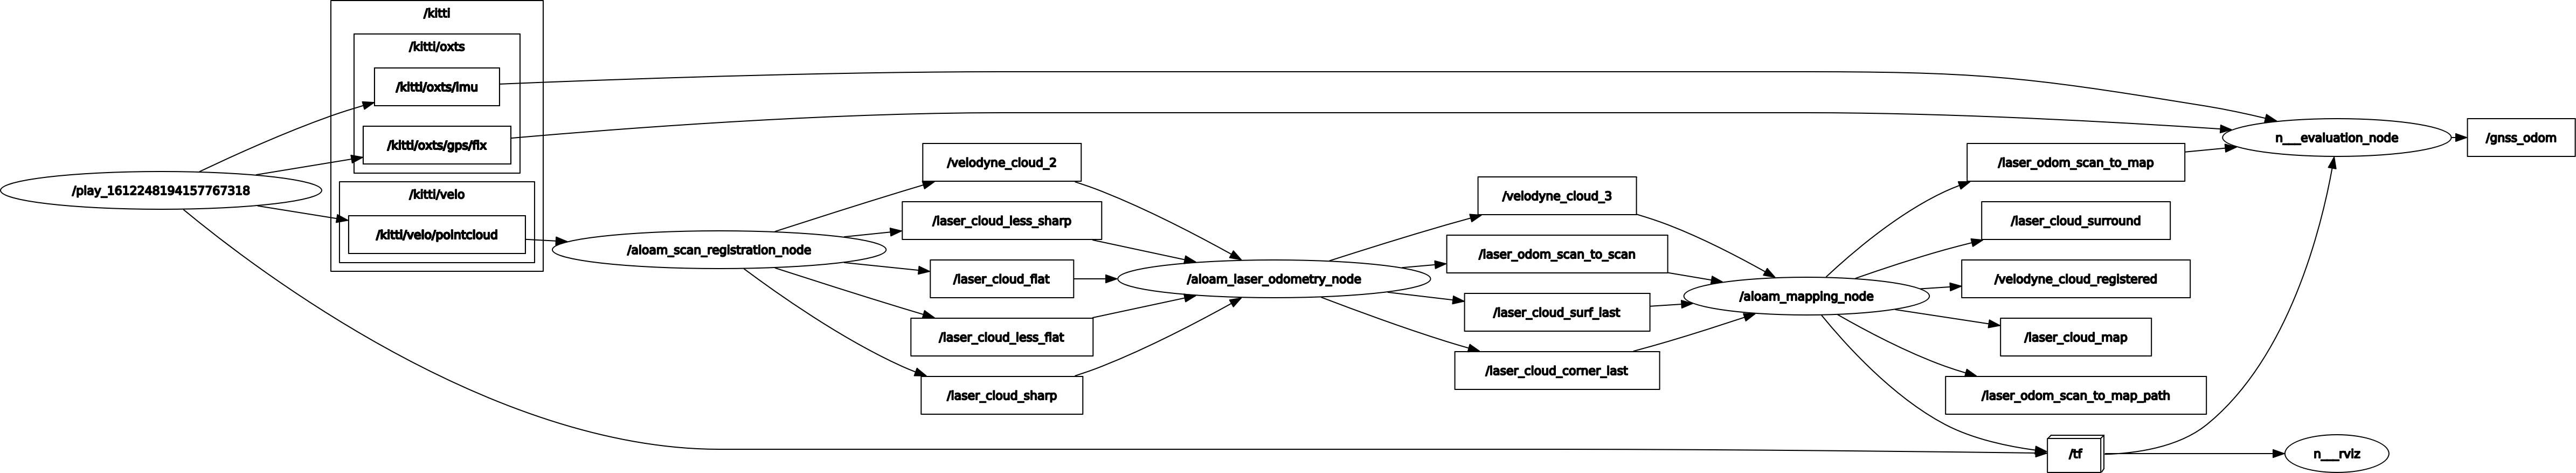 /kitti
/kitti/oxts
/kitti/oxts/imu
/kitti/oxts/gps/fix
/play_1612248194157767318
/kitti/velo
/kitti/velo/pointcloud
/aloam_scan_registration_node
/velodyne_cloud_2
/laser_cloud_less_sharp
/laser_cloud_flat
/laser_cloud_less_flat
/laser_cloud_sharp
/aloam_laser_odometry_node
/velodyne_cloud_3
/laser_odom_scan_to_scan
/laser_cloud_surf_last
/laser_cloud_corner_last
/aloam_mapping_node
/laser_odom_scan_to_map
/laser_cloud_surround
/velodyne_cloud_registered
/laser_cloud_map
/laser_odom_scan_to_map_path
/tf
n___evaluation_node
/gnss_odom
n___rviz